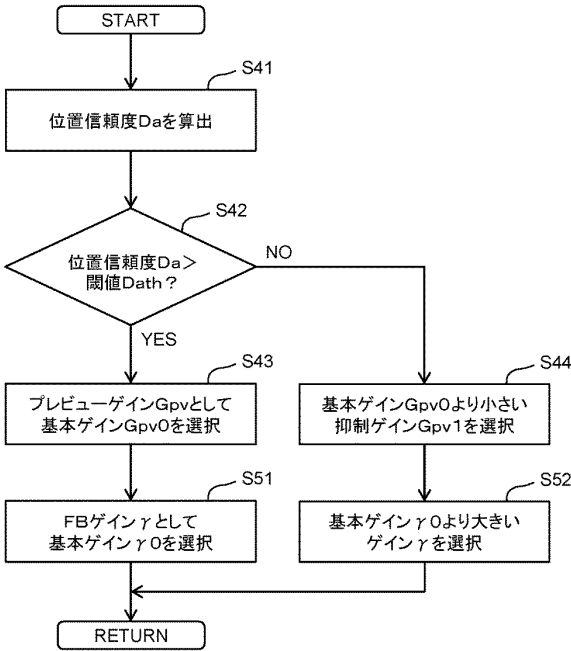 START
S41
位置信頼度Daを算出
S42
位置信頼度Da＞
閾値Dath？
NO
YES
S43
プレビューゲインGpvとして
基本ゲインGpv0を選択
S44
基本ゲインGpv0より小さい
抑制ゲインGpv1を選択
S51
FBゲインγとして
基本ゲインγ0を選択
S52
基本ゲインγ0より大きい
ゲインγを選択
RETURN